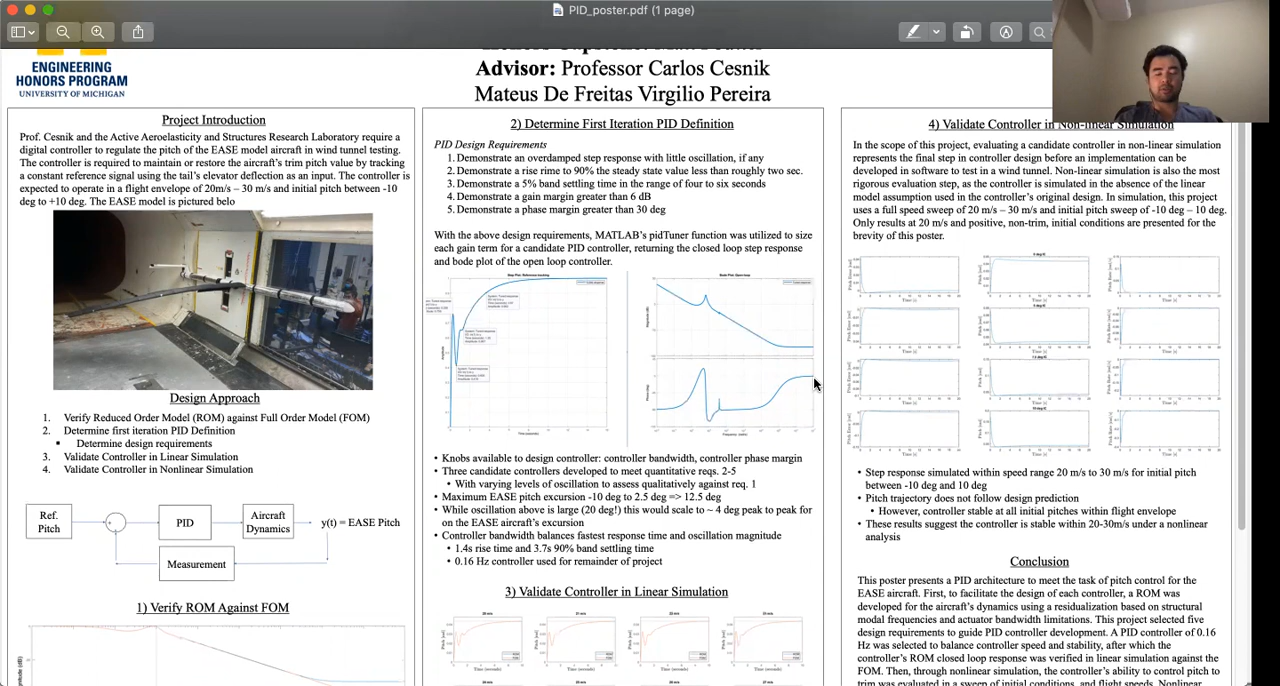 PID_poster.pdf (1 page)
Advisor: Professor Carlos Cesnik
Mateus De Freitas Virgilio Pereira
ENGINEERING
HONORS PROGRAM
UNIVERSITY OF MICHIGAN
Project Introduction
Prof. Cesnik and the Active Aeroelasticity and Structures Research Laboratory require a
digital controller to regulate the pitch of the EASE model aircraft in wind tunnel testing.
The controller is required to maintain or restore the aircraft's trim pitch value by tracking
a constant reference signal using the tail's elevator deflection as an input. The controller is
expected to operate in a flight envelope of 20m/s – 30 m/s and initial pitch between -10
deg to +10 deg. The EASE model is pictured belo
Design Approach
1. Verify Reduced Order Model (ROM) against Full Order Model (FOM)
2. Determine first iteration PID Definition
▪ Determine design requirements
3. Validate Controller in Linear Simulation
4. Validate Controller in Nonlinear Simulation
Ref.
Pitch
PID
Aircraft
Dynamics
y(t) = EASE Pitch
Measurement
1) Verify ROM Against FOM
2) Determine First Iteration PID Definition
PID Design Requirements
1. Demonstrate an overdamped step response with little oscillation, if any
2. Demonstrate a rise rime to 90% the steady state value less than roughly two sec.
3. Demonstrate a 5% band settling time in the range of four to six seconds
4. Demonstrate a gain margin greater than 6 dB
5. Demonstrate a phase margin greater than 30 deg
With the above design requirements, MATLAB's pidTuner function was utilized to size
each gain term for a candidate PID controller, returning the closed loop step response
and bode plot of the open loop controller.
• Knobs available to design controller: controller bandwidth, controller phase margin
• Three candidate controllers developed to meet quantitative reqs. 2-5
• With varying levels of oscillation to assess qualitatively against req. 1
• Maximum EASE pitch excursion -10 deg to 2.5 deg => 12.5 deg
• While oscillation above is large (20 deg!) this would scale to ~ 4 deg peak to peak for
on the EASE aircraft's excursion
• Controller bandwidth balances fastest response time and oscillation magnitude
• 1.4s rise time and 3.7s 90% band settling time
• 0.16 Hz controller used for remainder of project
3) Validate Controller in Linear Simulation
4) Validate Controller in Non-linear Simulation
In the scope of this project, evaluating a candidate controller in non-linear simulation
represents the final step in controller design before an implementation can be
developed in software to test in a wind tunnel. Non-linear simulation is also the most
rigorous evaluation step, as the controller is simulated in the absence of the linear
model assumption used in the controller's original design. In simulation, this project
uses a full speed sweep of 20 m/s – 30 m/s and initial pitch sweep of -10 deg – 10 deg.
Only results at 20 m/s and positive, non-trim, initial conditions are presented for the
brevity of this poster.
• Step response simulated within speed range 20 m/s to 30 m/s for initial pitch
between -10 deg and 10 deg
• Pitch trajectory does not follow design prediction
• However, controller stable at all initial pitches within flight envelope
• These results suggest the controller is stable within 20-30m/s under a nonlinear
analysis
Conclusion
This poster presents a PID architecture to meet the task of pitch control for the
EASE aircraft. First, to facilitate the design of each controller, a ROM was
developed for the aircraft's dynamics using a residualization based on structural
modal frequencies and actuator bandwidth limitations. This project selected five
design requirements to guide PID controller development. A PID controller of 0.16
Hz was selected to balance controller speed and stability, after which the
controller's ROM closed loop response was verified in linear simulation against the
FOM. Then, through nonlinear simulation, the controller's ability to control pitch to
trim was evaluated in a sweep of initial conditions, and flight speeds. Nonlinear